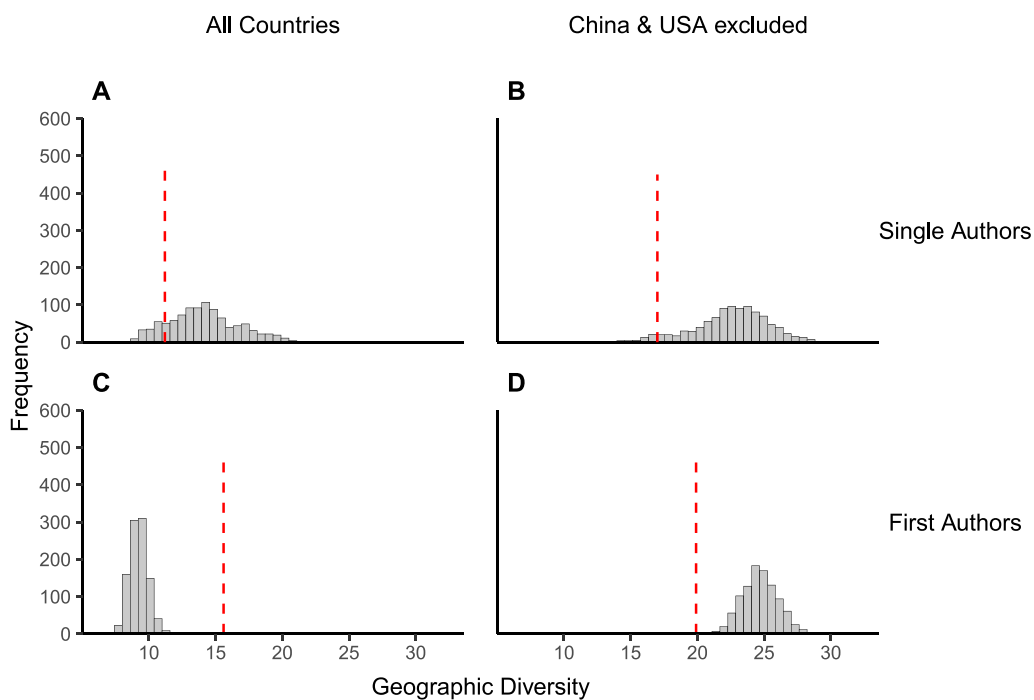 All Countries
China & USA excluded
A
B
600
500
400
300
200
100
0
Single Authors
C
D
600
500
400
300
200
100
0
First Authors
Frequency
10
15
20
25
30
10
15
20
25
30
Geographic Diversity